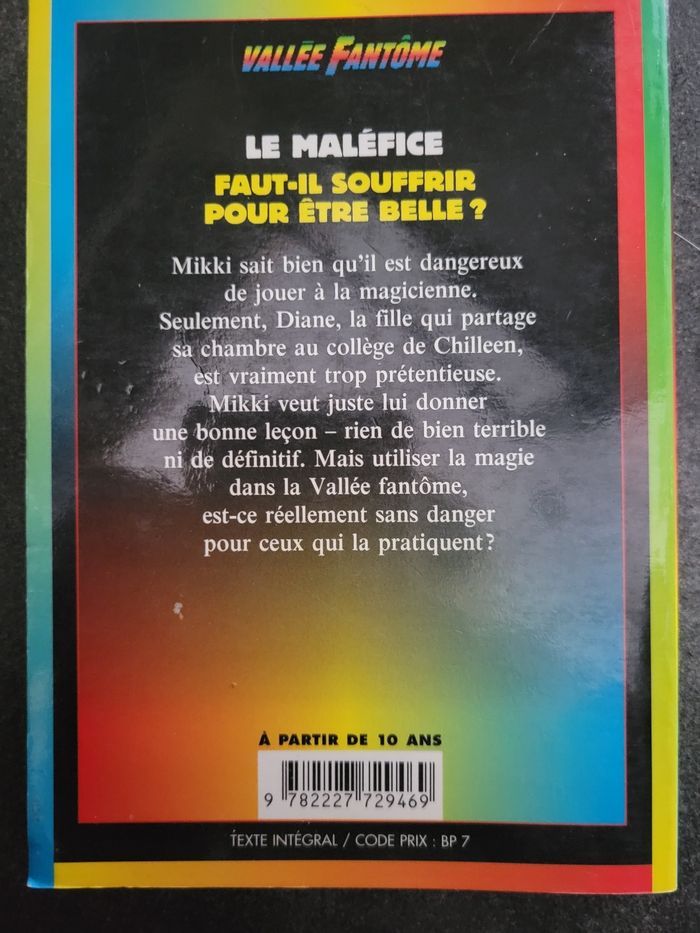 VALLÉE FANTÔME
LE MALÉFICE
FAUT-IL SOUFFRIR
POUR ÊTRE BELLE ?
Mikki sait bien qu'il est dangereux
de jouer à la magicienne.
Seulement, Diane, la fille qui partage
sa chambre au collège de Chilleen,
est vraiment trop prétentieuse.
Mikki veut juste lui donner
une bonne leçon – rien de bien terrible
ni de définitif. Mais utiliser la magie
dans la Vallée fantôme,
est-ce réellement sans danger
pour ceux qui la pratiquent ?
À PARTIR DE 10 ANS
9 782227 729469
TEXTE INTÉGRAL / CODE PRIX : BP 7